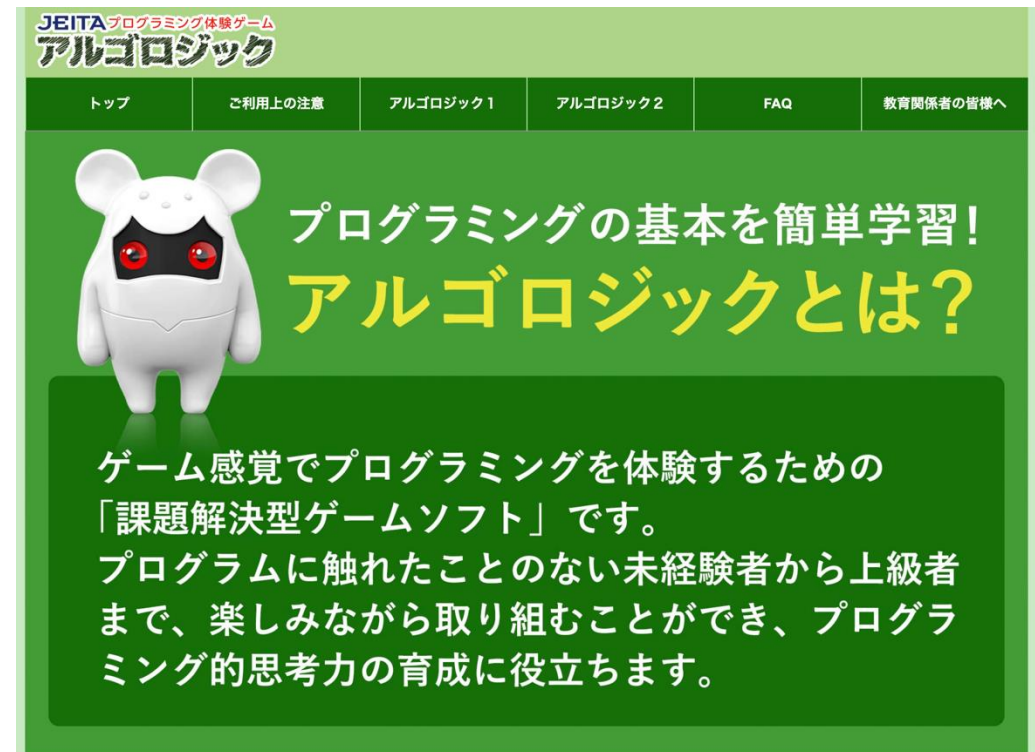 JEITAプログラミング体験ゲーム
アルゴロジック
トップ
ご利用上の注意
アルゴロジック1
アルゴロジック2
FAQ
教育関係者の皆様へ
プログラミングの基本を簡単学習！
アルゴロジックとは？
ゲーム感覚でプログラミングを体験するための
「課題解決型ゲームソフト」です。
プログラムに触れたことのない未経験者から上級者
まで、楽しみながら取り組むことができ、プログラ
ミング的思考力の育成に役立ちます。